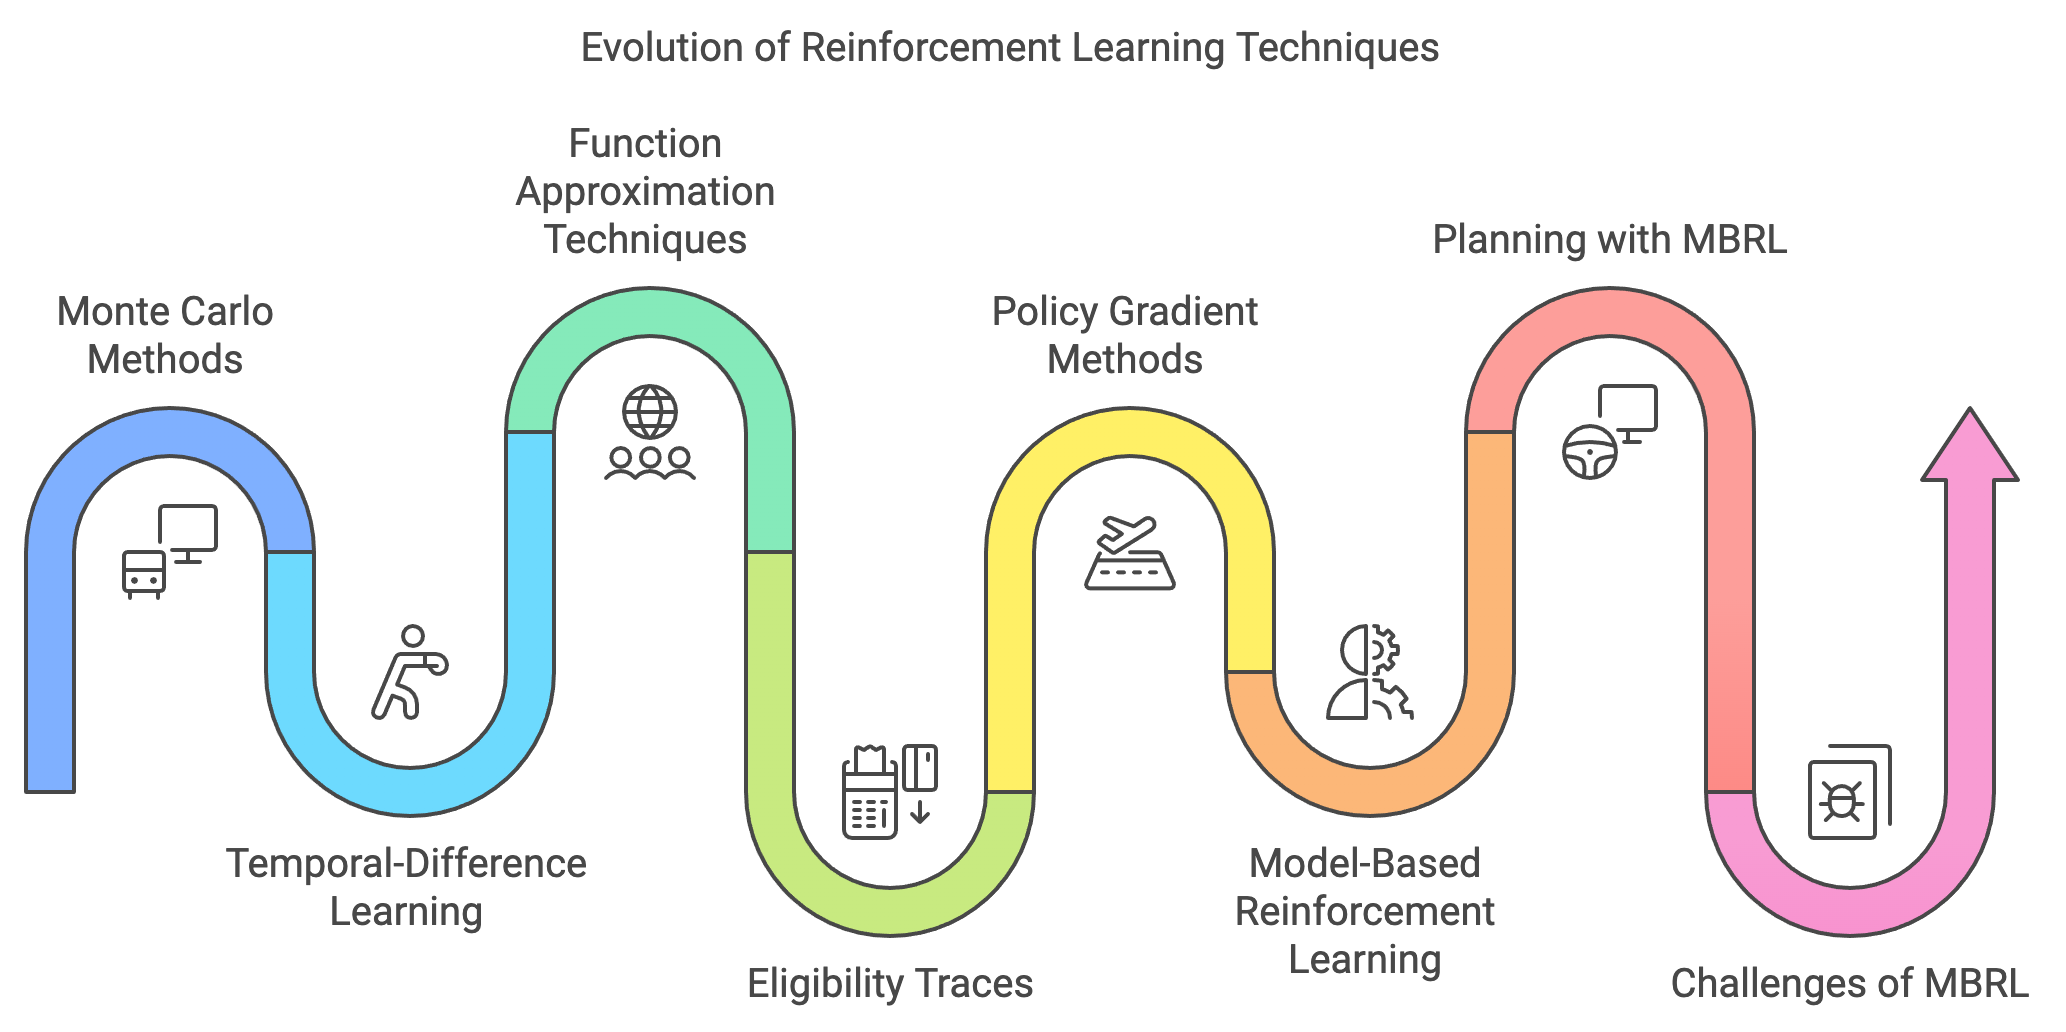 Evolution of Reinforcement Learning Techniques
Monte Carlo
Methods
Temporal-Difference
Learning
Function
Approximation
Techniques
Eligibility Traces
Policy Gradient
Methods
Model-Based
Reinforcement
Learning
Planning with MBRL
Challenges of MBRL